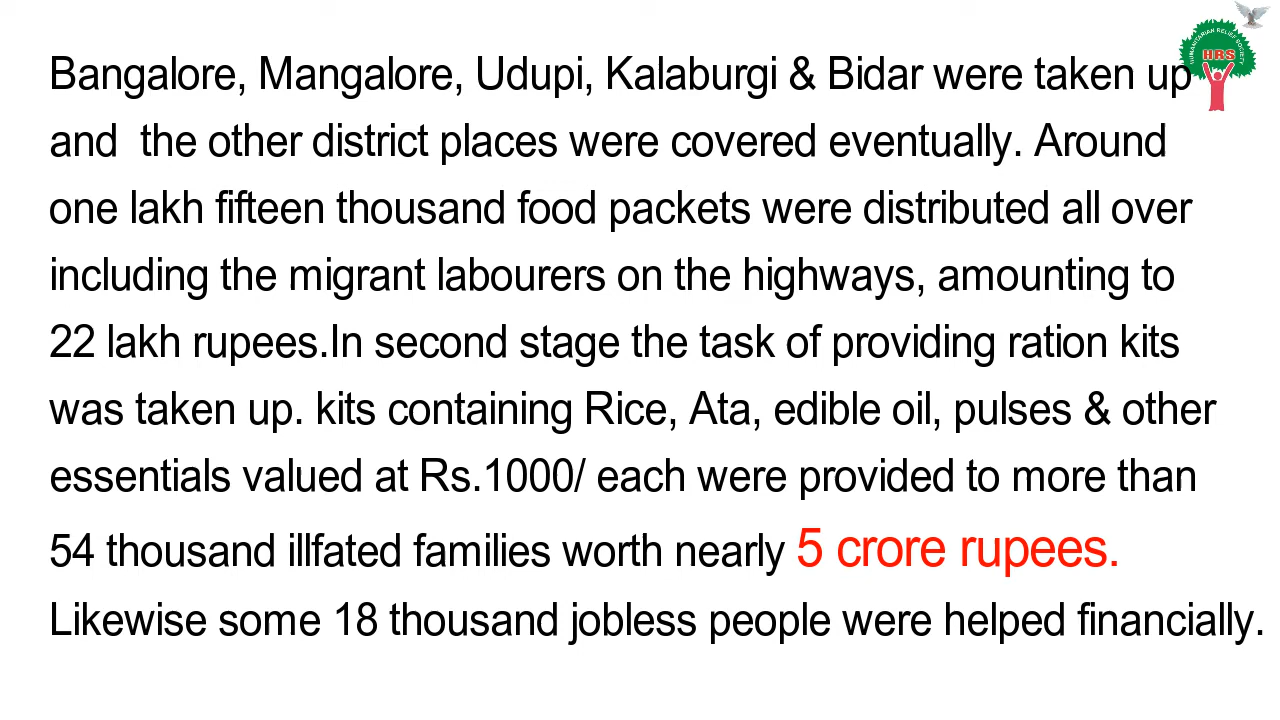 Bangalore, Mangalore, Udupi, Kalaburgi & Bidar were taken up
and  the other district places were covered eventually. Around
one lakh fifteen thousand food packets were distributed all over
including the migrant labourers on the highways, amounting to
22 lakh rupees.In second stage the task of providing ration kits
was taken up. kits containing Rice, Ata, edible oil, pulses & other
essentials valued at Rs.1000/ each were provided to more than
54 thousand illfated families worth nearly 5 crore rupees.
Likewise some 18 thousand jobless people were helped financially.
HUMANITARIAN RELIEF SOCIETY
HRS